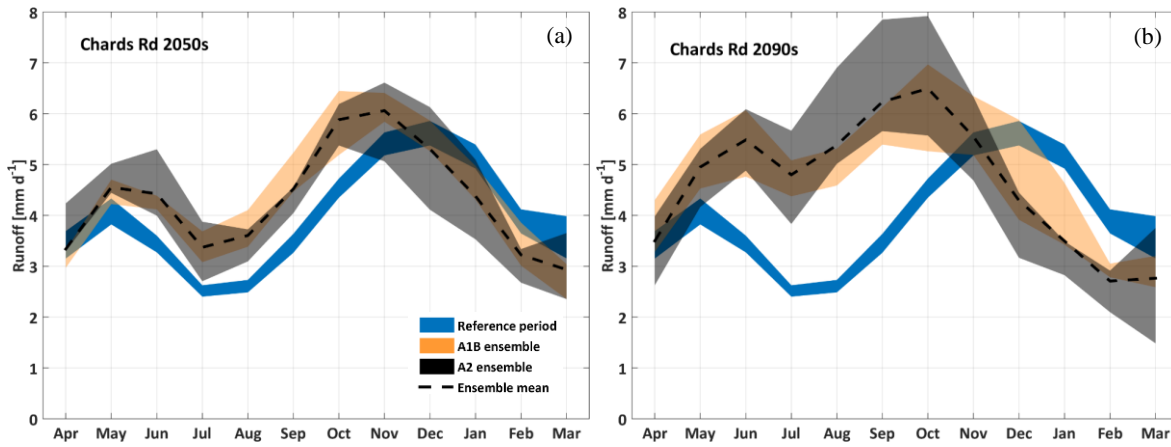 Chards Rd 2050s
(a)
Runoff [mm d⁻¹]
8
7
6
5
4
3
2
1
0
Reference period
A1B ensemble
A2 ensemble
Ensemble mean
Apr May Jun Jul Aug Sep Oct Nov Dec Jan Feb Mar
Chards Rd 2090s
(b)
Runoff [mm d⁻¹]
8
7
6
5
4
3
2
1
0
Apr May Jun Jul Aug Sep Oct Nov Dec Jan Feb Mar